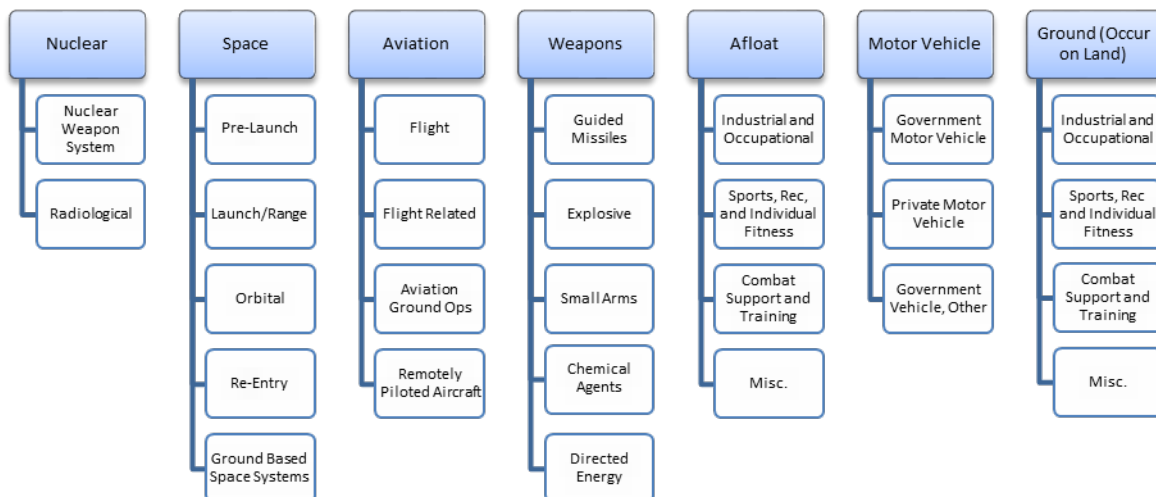 Nuclear
Space
Aviation
Weapons
Afloat
Motor Vehicle
Ground (Occur
on Land)
Nuclear
Weapon
System
Radiological
Pre-Launch
Launch/Range
Orbital
Re-Entry
Ground Based
Space Systems
Flight
Flight Related
Aviation
Ground Ops
Remotely
Piloted Aircraft
Guided
Missiles
Explosive
Small Arms
Chemical
Agents
Directed
Energy
Industrial and
Occupational
Sports, Rec,
and Individual
Fitness
Combat
Support and
Training
Misc.
Government
Motor Vehicle
Private Motor
Vehicle
Government
Vehicle, Other
Industrial and
Occupational
Sports, Rec
and Individual
Fitness
Combat
Support and
Training
Misc.